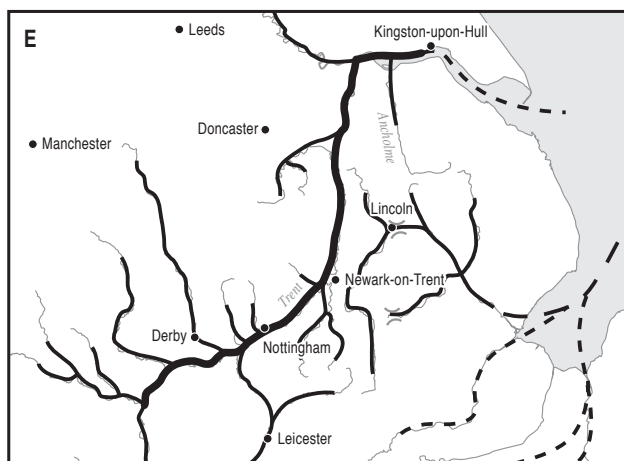 E
Leeds
Kingston-upon-Hull
Doncaster
Ancholme
Manchester
Lincoln
Trent
Newark-on-Trent
Derby
Nottingham
Leicester